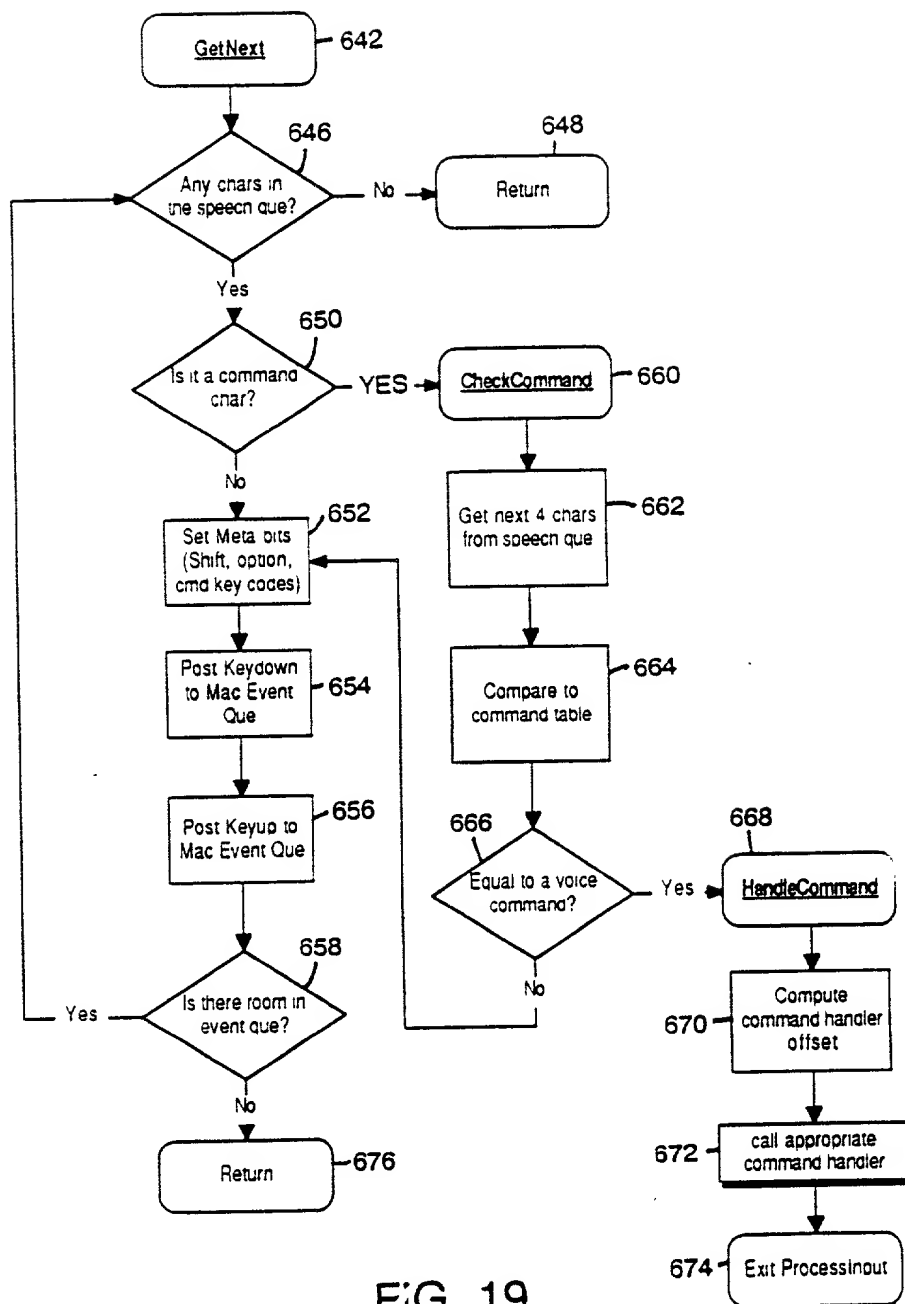 GetNext
642
646
Any chars in
the speech que?
No
648
Return
Yes
650
Is it a command
char?
YES
CheckCommand
660
No
652
Set Meta bits
(Shift, option,
cmd key codes)
Get next 4 chars
from speech que
662
Post Keydown
to Mac Event
Que
654
Compare to
command table
664
Post Keyup to
Mac Event Que
656
666
Equal to a voice
command?
Yes
668
HandleCommand
No
658
Is there room in
event que?
Yes
No
670
Compute
command handler
offset
Return
676
672
call appropriate
command handler
674
Exit ProcessInput
FIG. 19